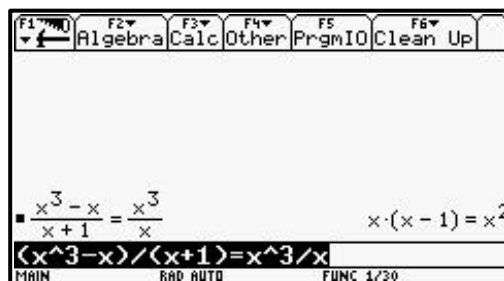 F1 F2 F3 F4 F5 F6
Algebra Calc Other PrgmIO Clean Up
(x^3 - x)/(x + 1) = x^3/x x·(x - 1) = x^2
(x^3-x)/(x+1)=x^3/x
MAIN RAD AUTO FUNC 1/30